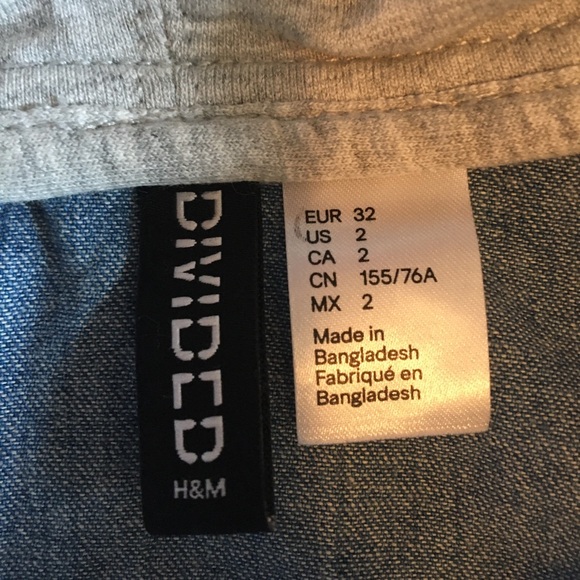 DIVIDED
H&M
EUR 32
US 2
CA 2
CN 155/76A
MX 2
Made in
Bangladesh
Fabriqué en
Bangladesh